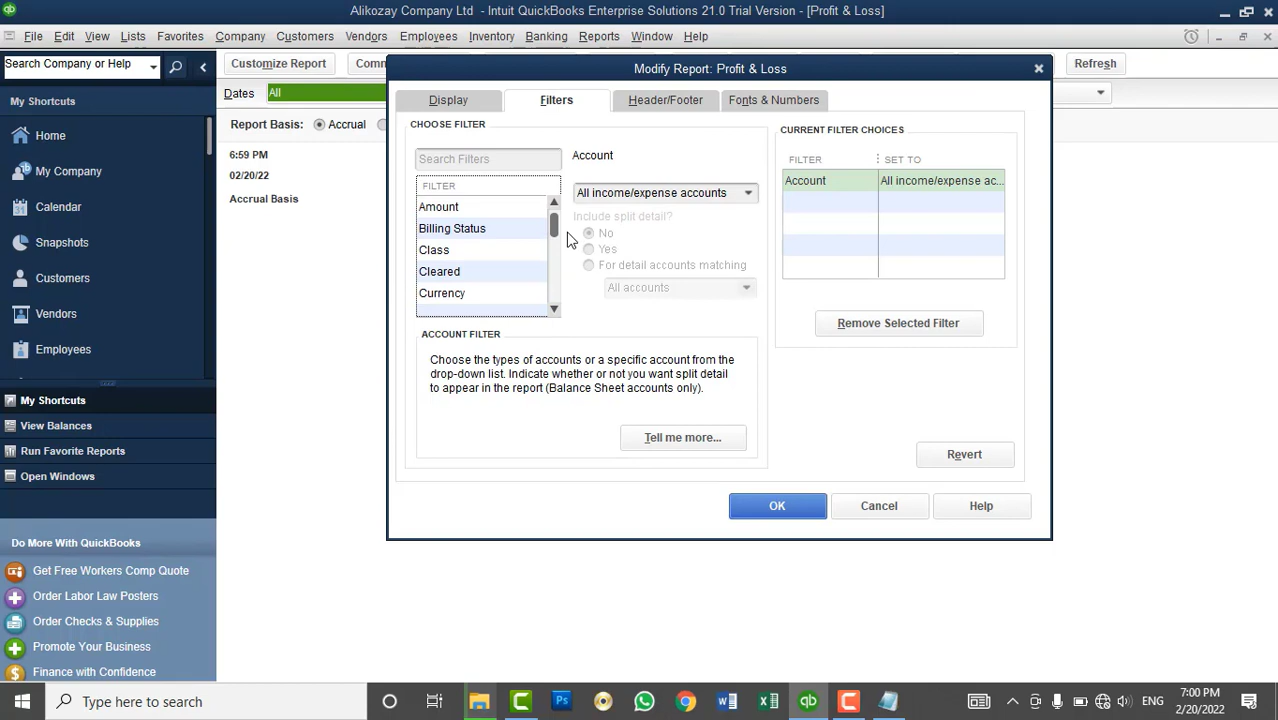 Alikozay Company Ltd - Intuit QuickBooks Enterprise Solutions 21.0 Trial Version - [Profit & Loss]
File Edit View Lists Favorites Company Customers Vendors Employees Inventory Banking Reports Window Help
Search Company or Help
Customize Report
Refresh
Modify Report: Profit & Loss
Dates All
My Shortcuts
Display Filters Header/Footer Fonts & Numbers
Report Basis: Accrual
CHOOSE FILTER
CURRENT FILTER CHOICES
Home
Search Filters
Account
6:59 PM
FILTER SET TO
My Company
02/20/22
Account All income/expense ac...
FILTER
All income/expense accounts
Accrual Basis
Calendar
Amount
Include split detail?
Billing Status
No
Snapshots
Class
Yes
Cleared
For detail accounts matching
Customers
All accounts
Currency
Vendors
Remove Selected Filter
ACCOUNT FILTER
Employees
Choose the types of accounts or a specific account from the
drop-down list. Indicate whether or not you want split detail
to appear in the report (Balance Sheet accounts only).
My Shortcuts
View Balances
Tell me more...
Run Favorite Reports
Revert
Open Windows
OK Cancel Help
Do More With QuickBooks
Get Free Workers Comp Quote
Order Labor Law Posters
Order Checks & Supplies
Promote Your Business
Finance with Confidence
Type here to search
ENG
7:00 PM
2/20/2022